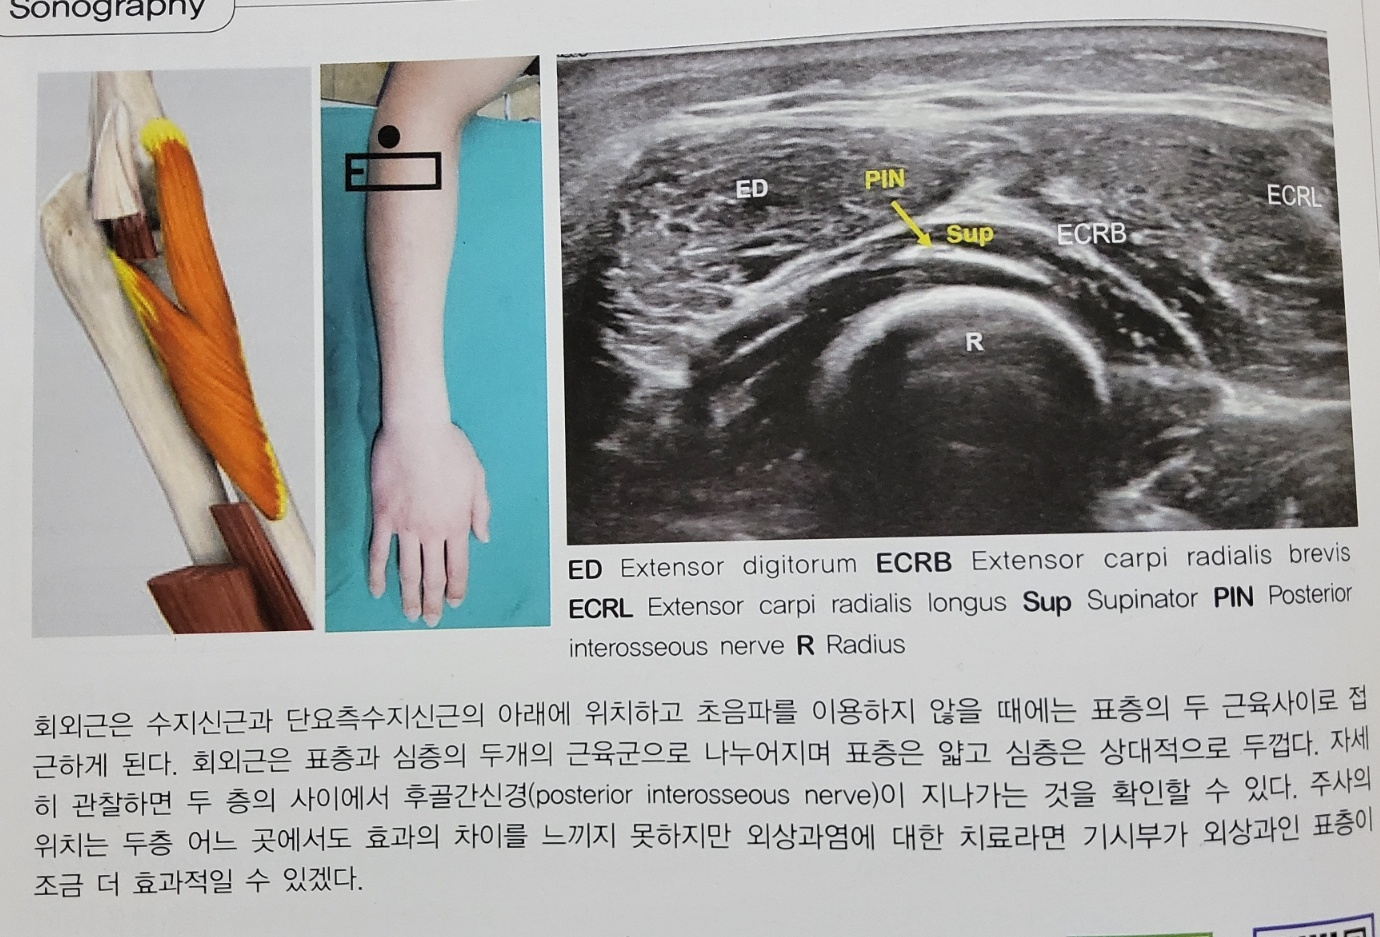 Sonography
ED
PIN
Sup
ECRB
ECRL
R
ED Extensor digitorum ECRB Extensor carpi radialis brevis
ECRL Extensor carpi radialis longus Sup Supinator PIN Posterior
interosseous nerve R Radius
회외근은 수지신근과 단요측수지신근의 아래에 위치하고 초음파를 이용하지 않을 때에는 표층의 두 근육사이로 접
근하게 된다. 회외근은 표층과 심층의 두개의 근육군으로 나누어지며 표층은 얇고 심층은 상대적으로 두껍다. 자세
히 관찰하면 두 층의 사이에서 후골간신경(posterior interosseous nerve)이 지나가는 것을 확인할 수 있다. 주사의
위치는 두층 어느 곳에서도 효과의 차이를 느끼지 못하지만 외상과염에 대한 치료라면 기시부가 외상과인 표층이
조금 더 효과적일 수 있겠다.